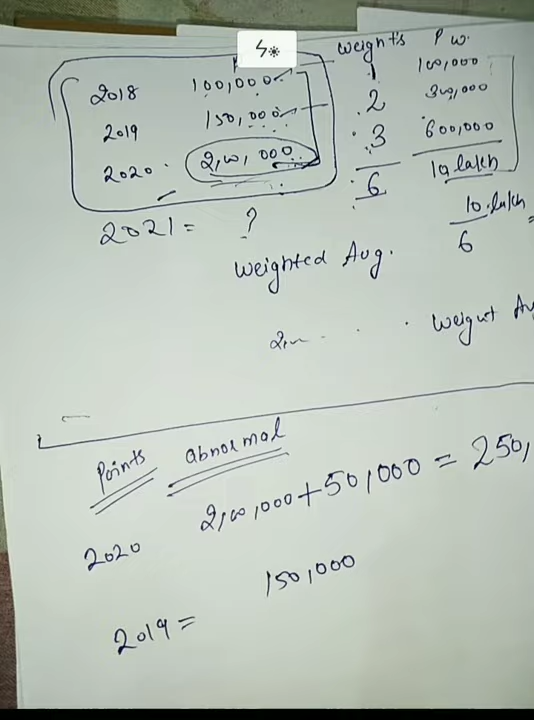 weights P W.
2018 100,000 1 100,000
2019 150,000 2 300,000
2020 2,00,000 3 600,000
6 10 lakh
2021 = ? 10.lakh
6 =
Weighted Avg.
Weight Av
Points abnormal
2020 2,00,000+50,000 = 250,
2019 = 150,000